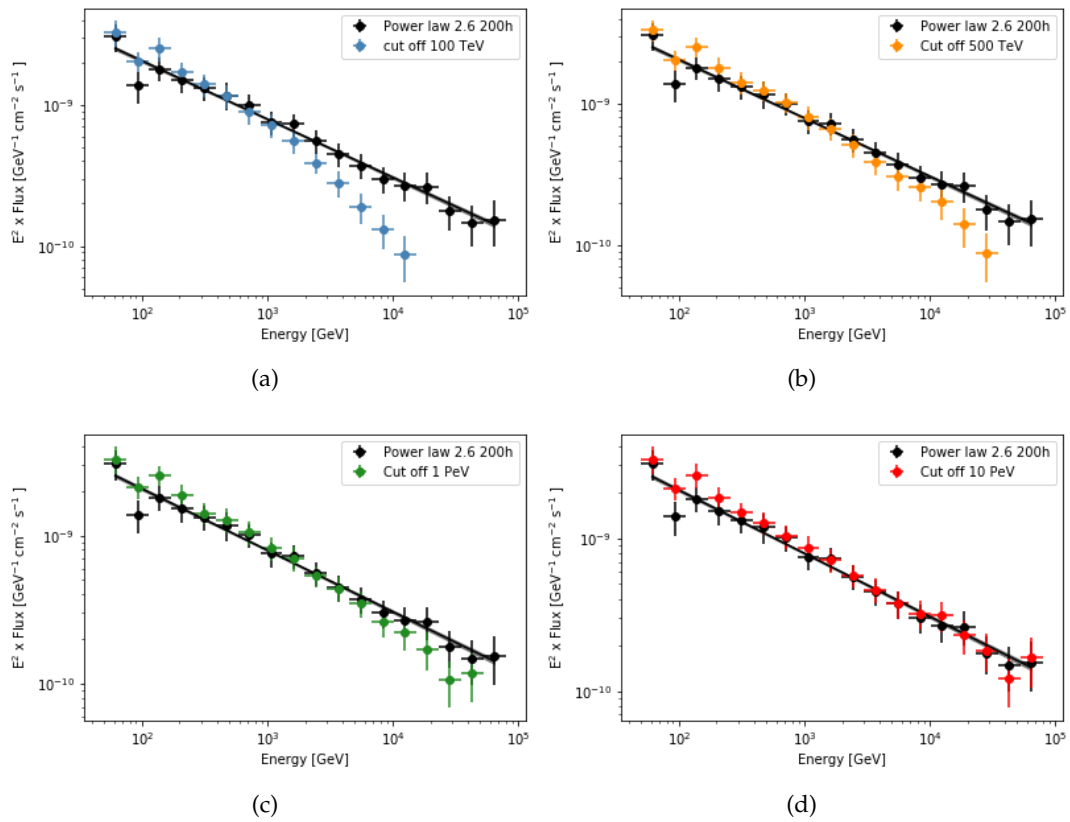 Power law 2.6 200h
cut off 100 TeV
E² x Flux [GeV⁻¹ cm⁻² s⁻¹ ]
10⁻⁹
10⁻¹⁰
10² 10³ 10⁴ 10⁵
Energy [GeV]
(a)
Power law 2.6 200h
Cut off 500 TeV
E² x Flux [GeV⁻¹ cm⁻² s⁻¹ ]
10⁻⁹
10⁻¹⁰
10² 10³ 10⁴ 10⁵
Energy [GeV]
(b)
Power law 2.6 200h
Cut off 1 PeV
E² x Flux [GeV⁻¹ cm⁻² s⁻¹ ]
10⁻⁹
10⁻¹⁰
10² 10³ 10⁴ 10⁵
Energy [GeV]
(c)
Power law 2.6 200h
Cut off 10 PeV
E² x Flux [GeV⁻¹ cm⁻² s⁻¹ ]
10⁻⁹
10⁻¹⁰
10² 10³ 10⁴ 10⁵
Energy [GeV]
(d)